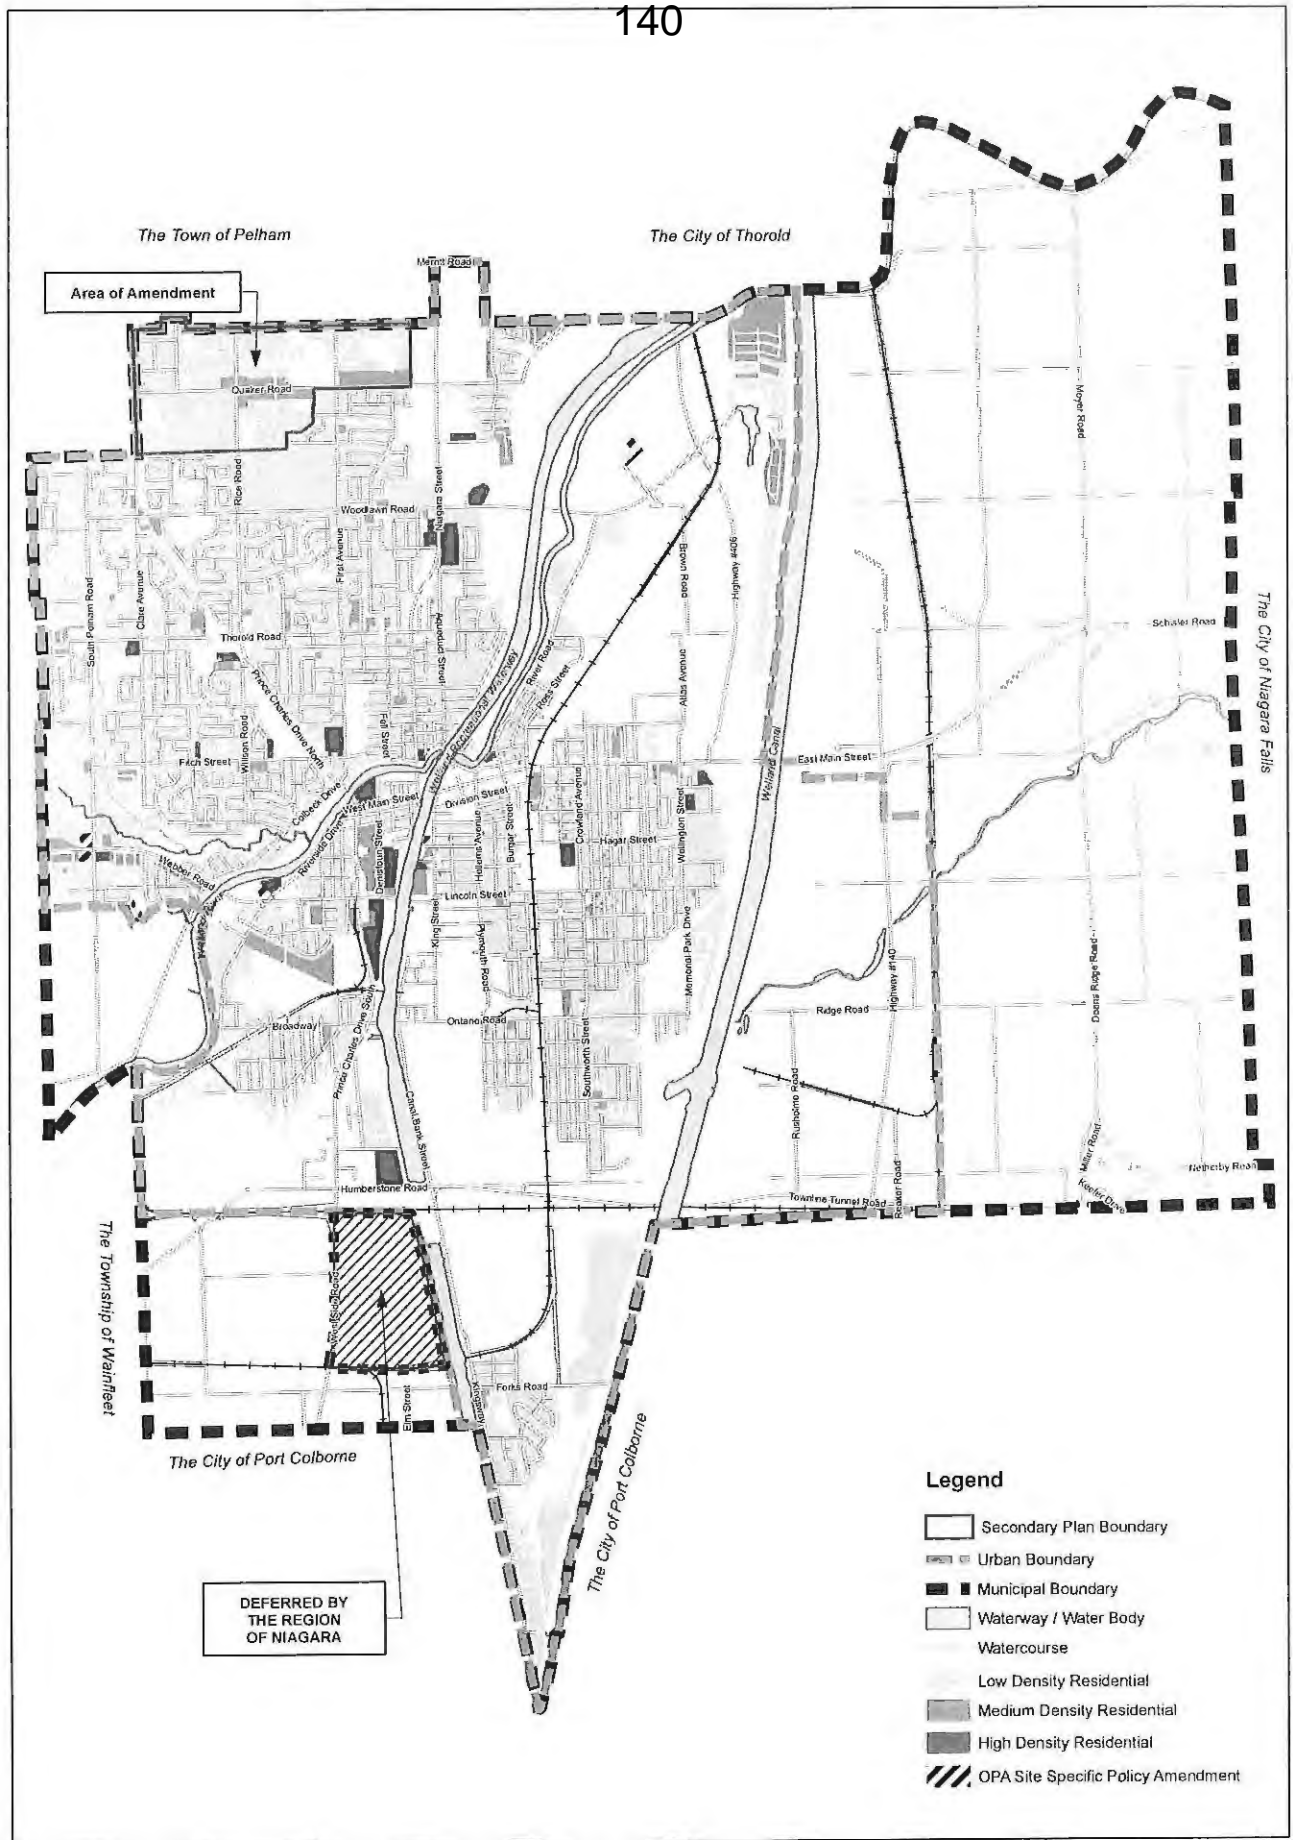 140
The Town of Pelham
The City of Thorold
Merritt Road
Area of Amendment
Quaker Road
Moyer Road
Rice Road
Niagara Street
Woodlawn Road
First Avenue
Brown Road
Highway #406
South Pelham Road
Clare Avenue
Aqueduct Street
Thorold Road
Schisler Road
The City of Niagara Falls
River Road
Ross Street
Atlas Avenue
Prince Charles Drive North
Fell Street
Welland Recreational Waterway
Willson Road
Fitch Street
Welland Canal
East Main Street
Colbeck Drive
West Main Street
Division Street
Crowland Avenue
Wellington Street
Riverside Drive
Denistoun Street
Hellems Avenue
Burgar Street
Hagar Street
Webber Road
Lincoln Street
King Street
Plymouth Road
Memorial Park Drive
Highway #140
Doans Ridge Road
Ridge Road
Broadway
Ontario Road
Prince Charles Drive South
Southworth Street
Canal Bank Street
Rusholme Road
Miller Road
Netherby Road
Humberstone Road
Townline Tunnel Road
Reaker Road
Keefer Drive
The Township of Wainfleet
West Side Road
Forks Road
Elm Street
Kingsway
The City of Port Colborne
The City of Port Colborne
DEFERRED BY
THE REGION
OF NIAGARA
Legend
Secondary Plan Boundary
Urban Boundary
Municipal Boundary
Waterway / Water Body
Watercourse
Low Density Residential
Medium Density Residential
High Density Residential
OPA Site Specific Policy Amendment